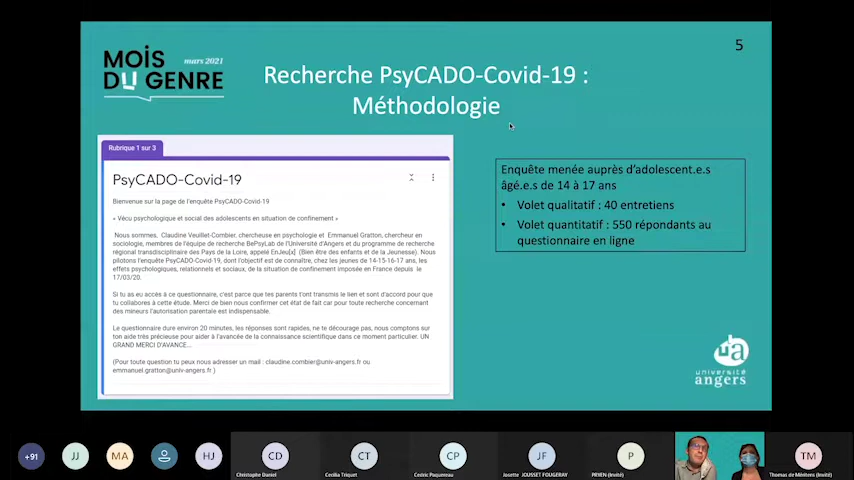 5
MOIS
mars 2021
DU GENRE
Recherche PsyCADO-Covid-19 :
Méthodologie
Rubrique 1 sur 3
PsyCADO-Covid-19
Bienvenue sur la page de l'enquête PsyCADO-Covid-19
« Vécu psychologique et social des adolescents en situation de confinement »
Nous sommes, Claudine Veuillet-Combier, chercheuse en psychologie et Emmanuel Gratton, chercheur en
sociologie, membres de l'équipe de recherche BePsyLab de l'Université d'Angers et du programme de recherche
régional transdisciplinaire des Pays de la Loire, appelé EnJeu[x] (Bien être des enfants et de la Jeunesse). Nous
pilotons l'enquête PsyCADO-Covid-19, dont l'objectif est de connaître, chez les jeunes de 14-15-16-17 ans, les
effets psychologiques, relationnels et sociaux, de la situation de confinement imposée en France depuis le
17/03/20.
Si tu as eu accès à ce questionnaire, c'est parce que tes parents t'ont transmis le lien et sont d'accord pour que
tu collabores à cette étude. Merci de bien nous confirmer cet état de fait car pour toute recherche concernant
des mineurs l'autorisation parentale est indispensable.
Le questionnaire dure environ 20 minutes, les réponses sont rapides, ne te décourage pas, nous comptons sur
ton aide très précieuse pour aider à l'avancée de la connaissance scientifique dans ce moment particulier. UN
GRAND MERCI D'AVANCE...
(Pour toute question tu peux nous adresser un mail : claudine.combier@univ-angers.fr ou
emmanuel.gratton@univ-angers.fr )
Enquête menée auprès d'adolescent.e.s
âgé.e.s de 14 à 17 ans
• Volet qualitatif : 40 entretiens
• Volet quantitatif : 550 répondants au
questionnaire en ligne
ua
université
angers
+91
JJ
MA
HJ
CD
CT
CP
JF
P
TM
Christophe Daniel
Cecilia Triquet
Cedric Paquereau
Josette JOUSSET FOUGERAY
PRVEN (Invité)
Thomas de Méritens (Invité)